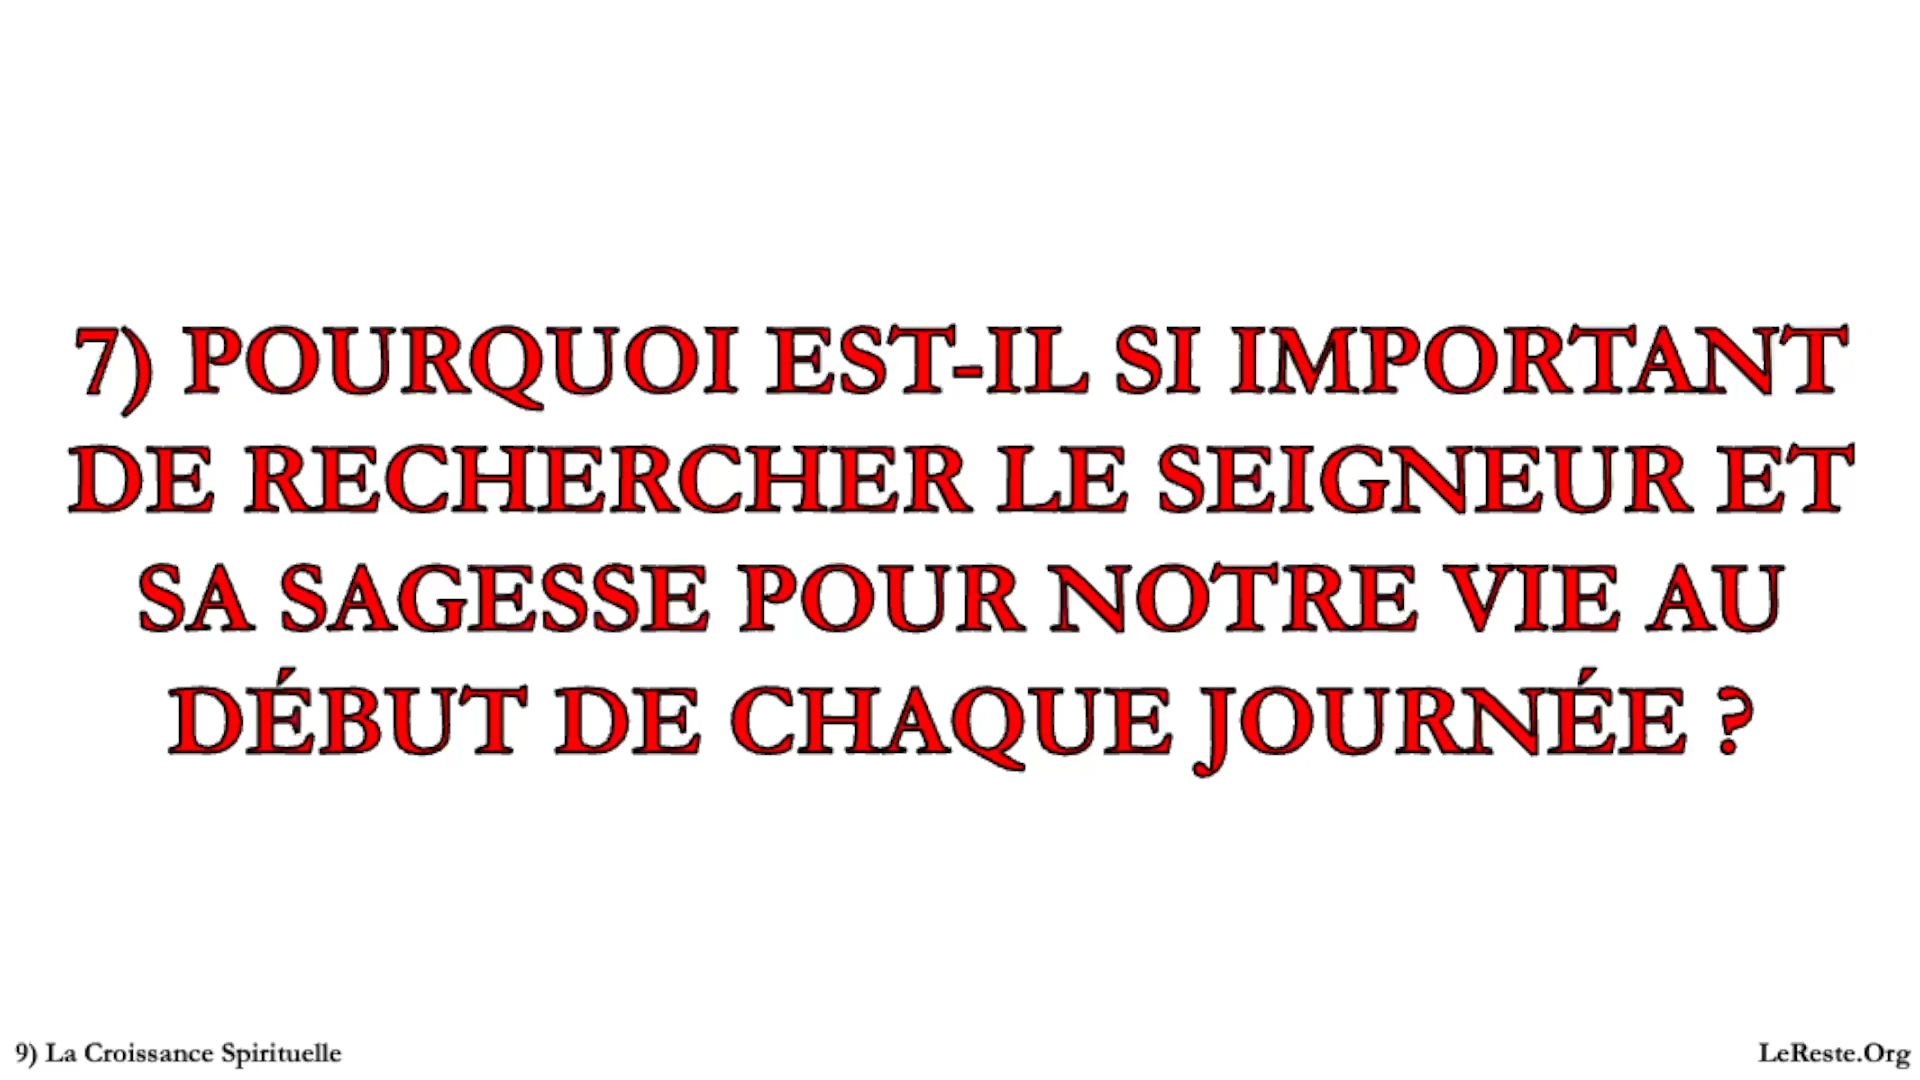 7) POURQUOI EST-IL SI IMPORTANT
DE RECHERCHER LE SEIGNEUR ET
SA SAGESSE POUR NOTRE VIE AU
DÉBUT DE CHAQUE JOURNÉE ?
9) La Croissance Spirituelle
LeReste.Org